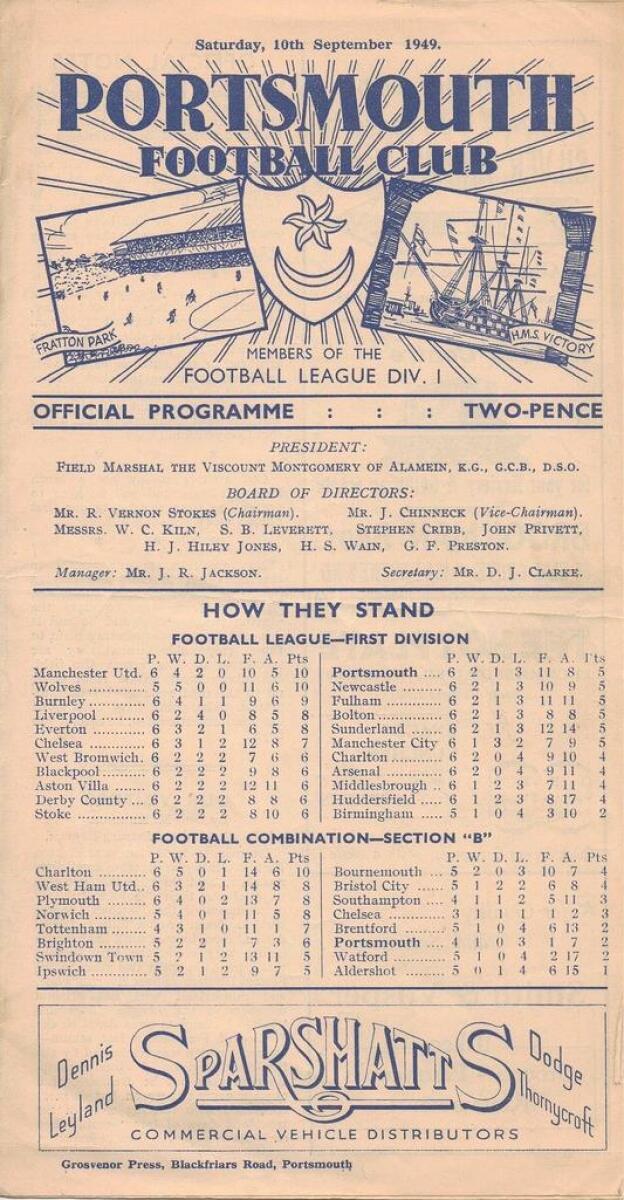 Saturday, 10th September 1949.
PORTSMOUTH
FOOTBALL CLUB
FRATTON PARK
H.M.S. VICTORY
MEMBERS OF THE
FOOTBALL LEAGUE DIV. I
OFFICIAL PROGRAMME : : : TWO-PENCE
PRESIDENT:
FIELD MARSHAL THE VISCOUNT MONTGOMERY OF ALAMEIN, K.G., G.C.B., D.S.O.
BOARD OF DIRECTORS:
MR. R. VERNON STOKES (Chairman). MR. J. CHINNECK (Vice-Chairman).
MESSRS. W. C. KILN, S. B. LEVERETT, STEPHEN CRIBB, JOHN PRIVETT,
H. J. HILEY JONES, H. S. WAIN, G. F. PRESTON.
Manager: MR. J. R. JACKSON. Secretary: MR. D. J. CLARKE.
HOW THEY STAND
FOOTBALL LEAGUE—FIRST DIVISION
P. W. D. L. F. A. Pts
Manchester Utd. 6 4 2 0 10 5 10
Wolves ............. 5 5 0 0 11 6 10
Burnley ............. 6 4 1 1 9 6 9
Liverpool .......... 6 2 4 0 8 5 8
Everton ............ 6 3 2 1 6 5 8
Chelsea ............ 6 3 1 2 12 8 7
West Bromwich. 6 2 2 2 7 6 6
Blackpool .......... 6 2 2 2 9 8 6
Aston Villa ...... 6 2 2 2 12 11 6
Derby County ... 6 2 2 2 8 8 6
Stoke ................ 6 2 2 2 8 10 6
P. W. D. L. F. A. Pts
Portsmouth .... 6 2 1 3 11 8 5
Newcastle ........ 6 2 1 3 10 9 5
Fulham ............ 6 2 1 3 11 11 5
Bolton.............. 6 2 1 3 8 8 5
Sunderland ....... 6 2 1 3 12 14 5
Manchester City 6 1 3 2 7 9 5
Charlton ........... 6 2 0 4 9 10 4
Arsenal ............ 6 2 0 4 9 11 4
Middlesbrough .. 6 1 2 3 7 11 4
Huddersfield ..... 6 1 2 3 8 17 4
Birmingham ..... 5 1 0 4 3 10 2
FOOTBALL COMBINATION—SECTION "B"
P. W. D. L. F. A. Pts
Charlton ........... 6 5 0 1 14 6 10
West Ham Utd.. 6 3 2 1 14 8 8
Plymouth ......... 6 4 0 2 13 7 8
Norwich ........... 5 4 0 1 11 5 8
Tottenham ....... 4 3 1 0 11 1 7
Brighton ........... 5 2 2 1 7 3 6
Swindon Town 5 2 1 2 13 11 5
Ipswich ............ 5 2 1 2 9 7 5
P. W. D. L. F. A. Pts
Bournemouth ... 5 2 0 3 10 7 4
Bristol City ...... 5 1 2 2 6 8 4
Southampton .... 4 1 1 2 5 11 3
Chelsea ............ 3 1 1 1 1 2 3
Brentford ......... 5 1 0 4 6 13 2
Portsmouth .... 4 1 0 3 1 7 2
Watford ............ 5 1 0 4 2 17 2
Aldershot ......... 5 0 1 4 6 15 1
Dennis
Leyland
SPARSHATTS
Dodge
Thornycroft
COMMERCIAL VEHICLE DISTRIBUTORS
Grosvenor Press, Blackfriars Road, Portsmouth